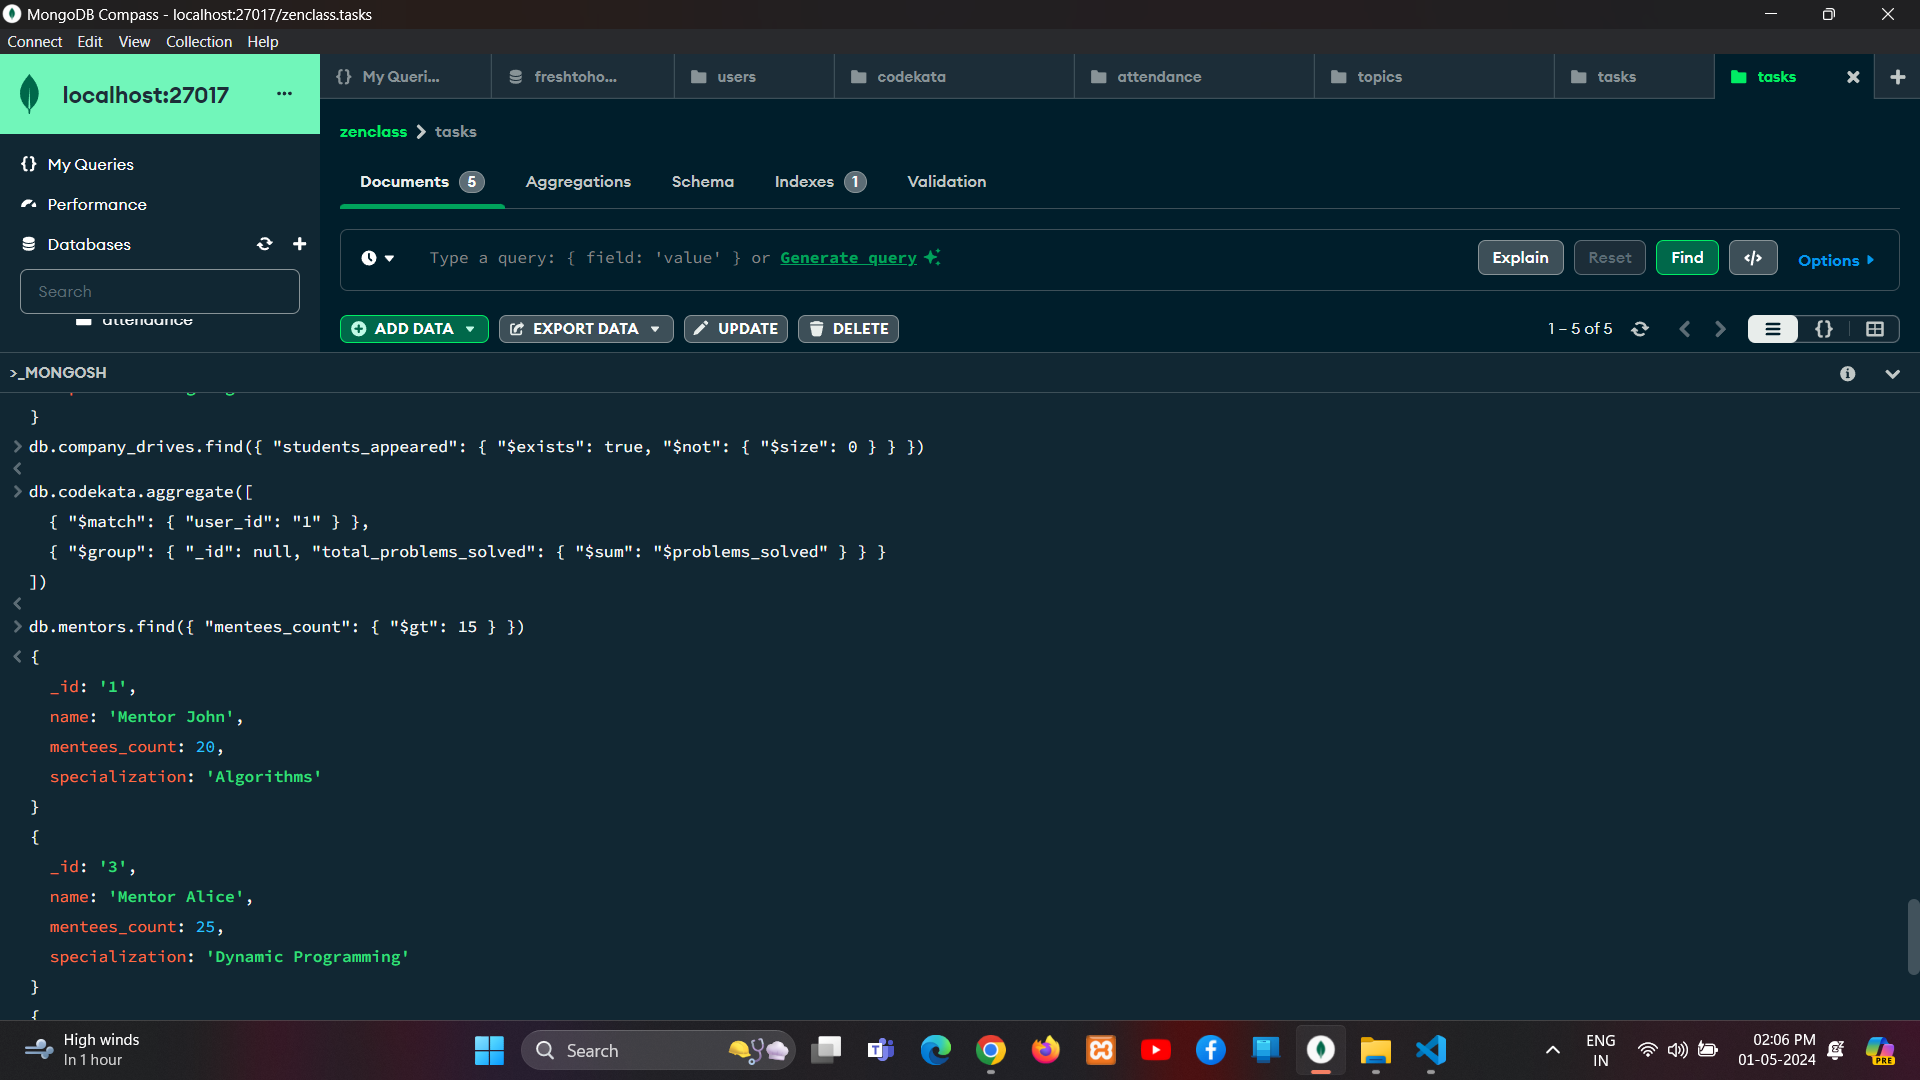 MongoDB Compass - localhost:27017/zenclass.tasks
Connect Edit View Collection Help
localhost:27017 ...
{} My Queri... freshtoho... users codekata attendance topics tasks tasks
zenclass > tasks
{} My Queries
Performance
Databases
Search
attendance
Documents 5 Aggregations Schema Indexes 1 Validation
Type a query: { field: 'value' } or Generate query
Explain Reset Find </> Options
ADD DATA EXPORT DATA UPDATE DELETE 1 – 5 of 5 {}
>_MONGOSH
}
> db.company_drives.find({ "students_appeared": { "$exists": true, "$not": { "$size": 0 } } })
<
> db.codekata.aggregate([
{ "$match": { "user_id": "1" } },
{ "$group": { "_id": null, "total_problems_solved": { "$sum": "$problems_solved" } } }
])
<
> db.mentors.find({ "mentees_count": { "$gt": 15 } })
< {
_id: '1',
name: 'Mentor John',
mentees_count: 20,
specialization: 'Algorithms'
}
{
_id: '3',
name: 'Mentor Alice',
mentees_count: 25,
specialization: 'Dynamic Programming'
}
{
High winds
In 1 hour
Search
ENG
IN
02:06 PM
01-05-2024
PRE